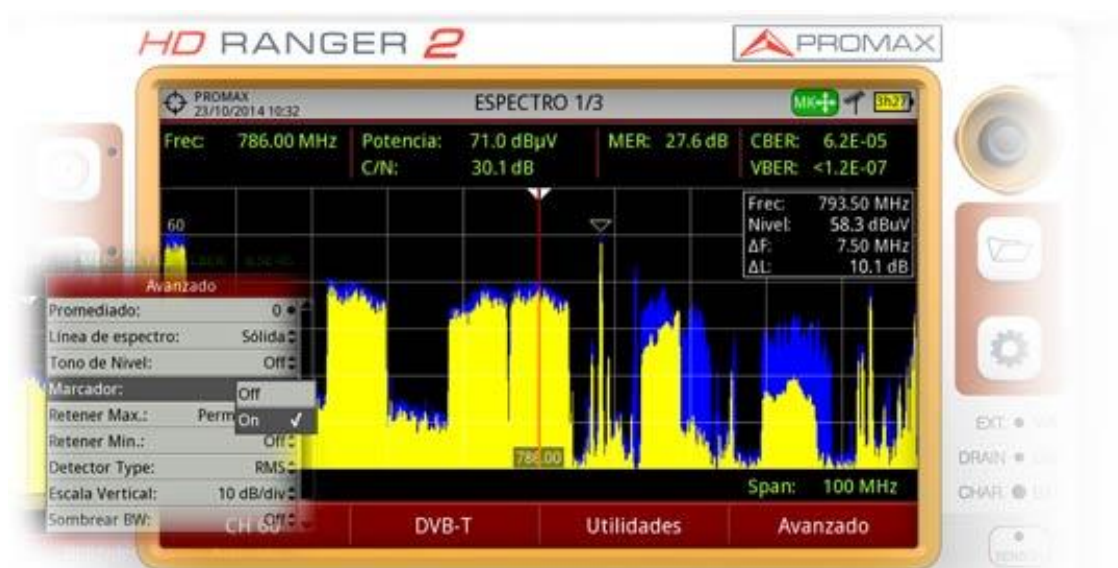 HD RANGER 2
PROMAX
PROMAX
23/10/2014 10:32
ESPECTRO 1/3
MK
3h27
Frec: 786.00 MHz
Potencia: 71.0 dBµV
C/N: 30.1 dB
MER: 27.6 dB
CBER: 6.2E-05
VBER: <1.2E-07
60
Frec: 793.50 MHz
Nivel: 58.3 dBuV
ΔF: 7.50 MHz
ΔL: 10.1 dB
786.00
Span: 100 MHz
Avanzado
Promediado: 0
Línea de espectro: Sólida
Tono de Nivel: Off
Marcador:
Off
On
Retener Max.: Perm
Retener Min.: Off
Detector Type: RMS
Escala Vertical: 10 dB/div
Sombrear BW: Off
CH 60
DVB-T
Utilidades
Avanzado
EXT.
DRAIN
CHAR.